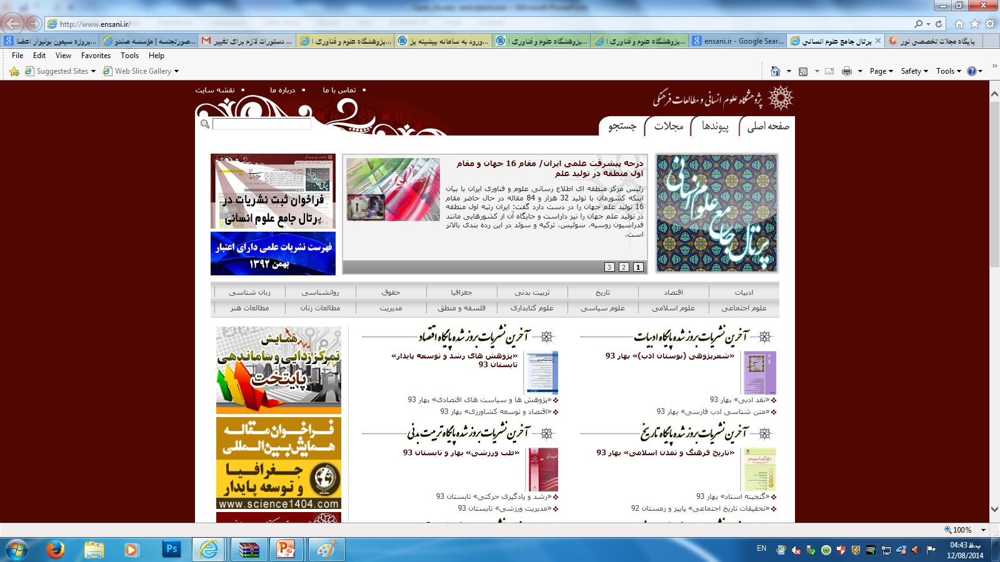 http://www.ensani.ir/
پروژه سیمون بولیوار اعضا...
صورتجلسه | مؤسسه صندو...
دستورات لازم برای تغییر ...
پژوهشگاه علوم و فناوری ا...
ورود به سامانه پیشینه پژ...
پژوهشگاه علوم و فناوری ا...
پژوهشگاه علوم و فناوری ا...
ensani.ir - Google Sear...
پرتال جامع علوم انسانی
پایگاه مجلات تخصصی نور
File Edit View Favorites Tools Help
Suggested Sites Web Slice Gallery
Page Safety Tools
تماس با ما
درباره ما
نقشه سایت
پژوهشگاه علوم انسانی و مطالعات فرهنگی
صفحه اصلی
پیوندها
مجلات
جستجو
پرتال جامع علوم انسانی
درجه پیشرفت علمی ایران/ مقام 16 جهان و مقام
اول منطقه در تولید علم
رئیس مرکز منطقه ای اطلاع رسانی علوم و فناوری ایران با بیان
اینکه کشورمان با تولید 32 هزار و 84 مقاله در حال حاضر مقام
16 تولید علم جهان را در دست دارد گفت: ایران رتبه اول منطقه
در تولید علم جهان را نیز داراست و جایگاه آن از کشورهایی مانند
فدراسیون روسیه، سوئیس، ترکیه و سوئد در این رده بندی بالاتر
است.
1 2 3
فراخوان ثبت نشریات در
پرتال جامع علوم انسانی
فهرست نشریات علمی دارای اعتبار
بهمن ۱۳۹۲
ادبیات
اقتصاد
تاریخ
تربیت بدنی
جغرافیا
حقوق
روانشناسی
زبان شناسی
علوم اجتماعی
علوم اسلامی
علوم سیاسی
علوم کتابداری
فلسفه و منطق
مدیریت
مطالعات زنان
مطالعات هنر
آخرین نشریات بروز شده پایگاه ادبیات
«شعرپژوهی (بوستان ادب)» بهار 93
«نقد ادبی» بهار 93
«متن شناسی ادب فارسی» بهار 93
آخرین نشریات بروز شده پایگاه اقتصاد
«پژوهش های رشد و توسعه پایدار»
تابستان 93
«پژوهش ها و سیاست های اقتصادی» بهار 93
«اقتصاد و توسعه کشاورزی» بهار 93
آخرین نشریات بروز شده پایگاه تاریخ
«تاریخ فرهنگ و تمدن اسلامی» بهار 93
«گنجینه اسناد» بهار 93
«تحقیقات تاریخ اجتماعی» پاییز و زمستان 92
آخرین نشریات بروز شده پایگاه تربیت بدنی
«طب ورزشی» بهار و تابستان 93
«رشد و یادگیری حرکتی» تابستان 93
«مدیریت ورزشی» تابستان 93
همایش
تمرکززدایی و ساماندهی
پایتخت
فراخوان مقاله
همایش بین المللی
جغرافیا
و توسعه پایدار
www.science1404.com
100%
EN
04:43 ب.ظ
12/08/2014